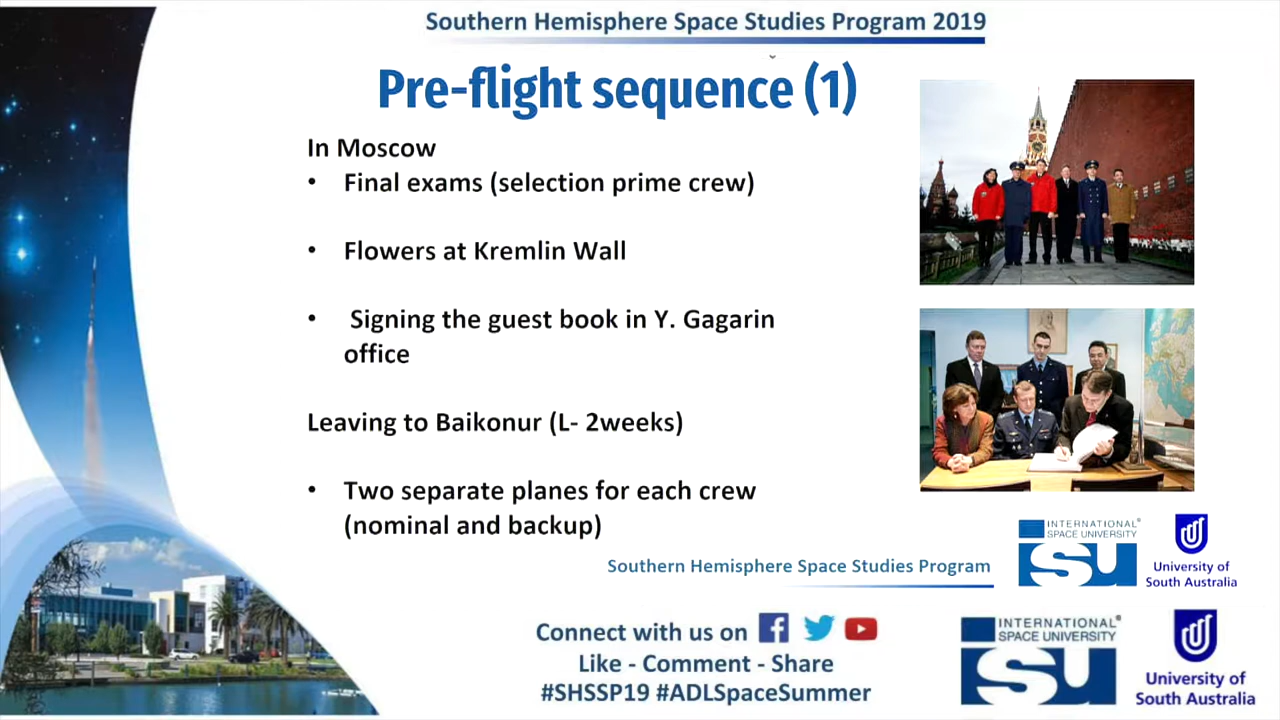 Southern Hemisphere Space Studies Program 2019
Pre-flight sequence (1)
In Moscow
• Final exams (selection prime crew)
• Flowers at Kremlin Wall
• Signing the guest book in Y. Gagarin
office
Leaving to Baikonur (L- 2weeks)
• Two separate planes for each crew
(nominal and backup)
Southern Hemisphere Space Studies Program
INTERNATIONAL®
SPACE UNIVERSITY
isu
University of
South Australia
Connect with us on
Like - Comment - Share
#SHSSP19 #ADLSpaceSummer
INTERNATIONAL®
SPACE UNIVERSITY
isu
University of
South Australia